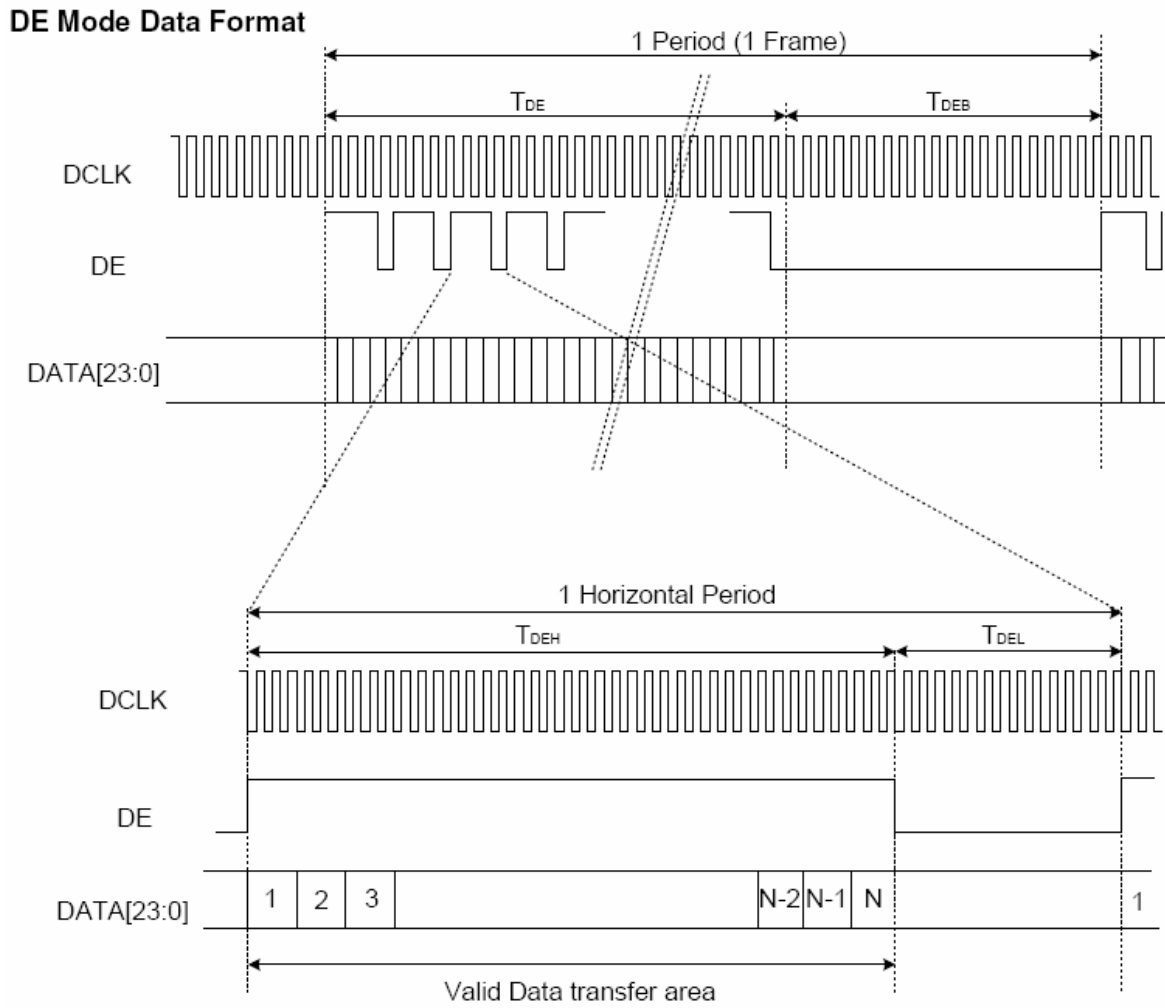 DE Mode Data Format
1 Period (1 Frame)
TDE
TDEB
DCLK
DE
DATA[23:0]
1 Horizontal Period
TDEH
TDEL
DCLK
DE
DATA[23:0]
1
2
3
N-2
N-1
N
1
Valid Data transfer area